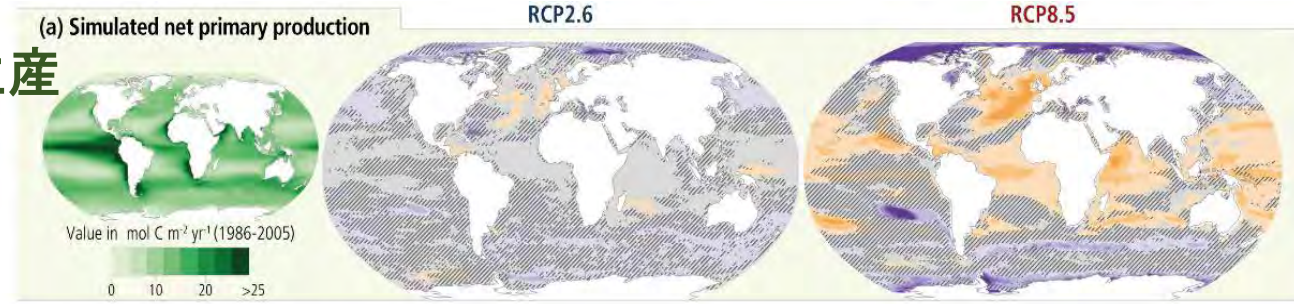 (a) Simulated net primary production
RCP2.6
RCP8.5
産
Value in mol C m⁻² yr⁻¹ (1986-2005)
0 10 20 >25